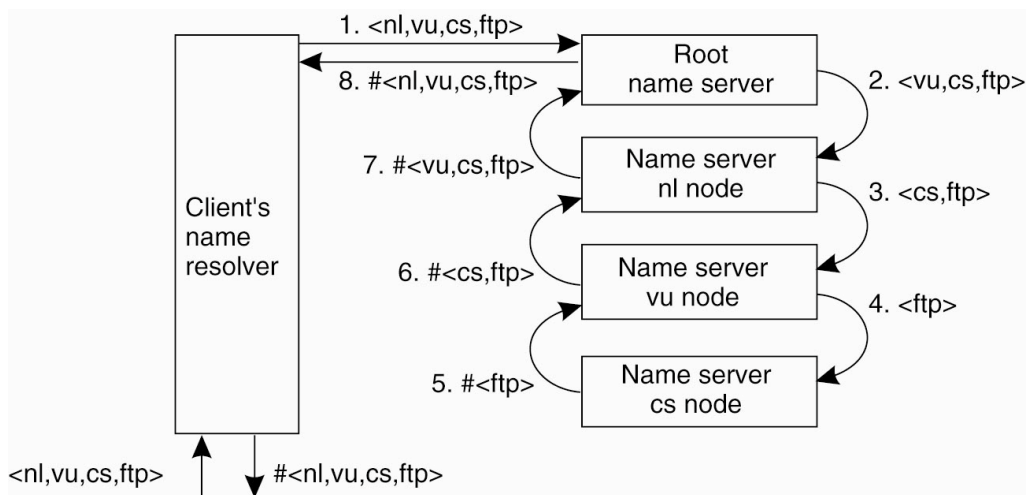 1. <nl,vu,cs,ftp>
8. #<nl,vu,cs,ftp>
Root
name server
2. <vu,cs,ftp>
7. #<vu,cs,ftp>
Name server
nl node
3. <cs,ftp>
Client's
name
resolver
6. #<cs,ftp>
Name server
vu node
4. <ftp>
5. #<ftp>
Name server
cs node
<nl,vu,cs,ftp>
#<nl,vu,cs,ftp>